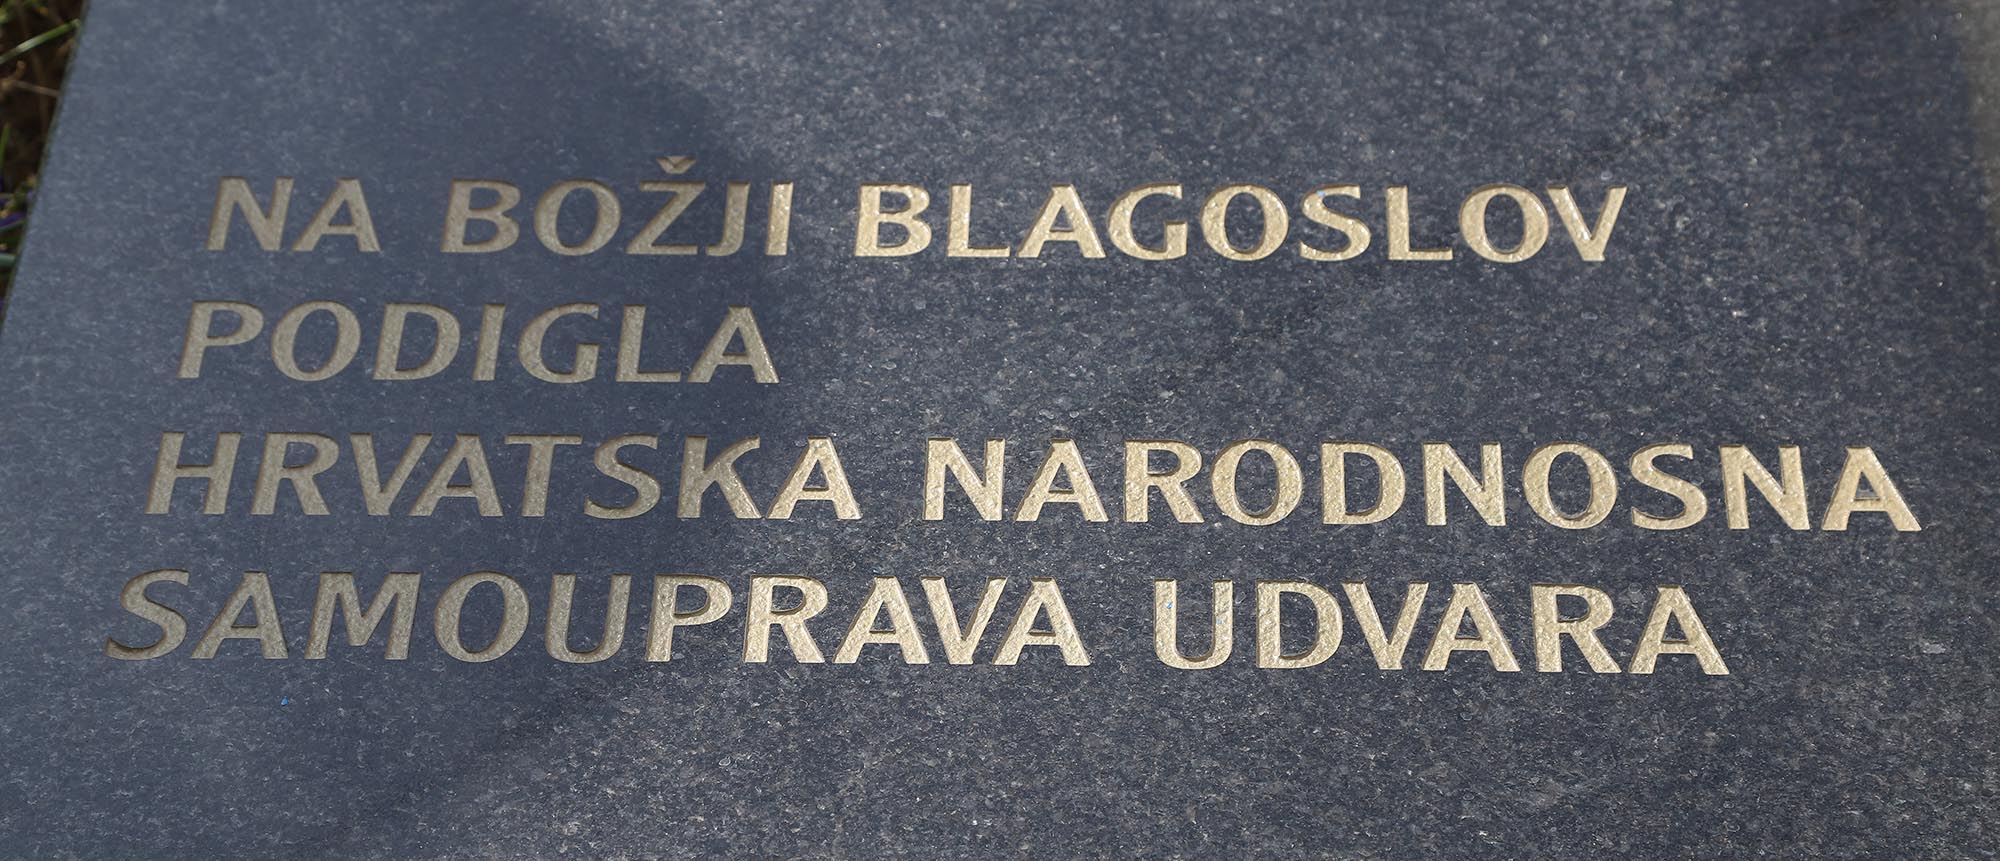 NA BOŽJI BLAGOSLOV
PODIGLA
HRVATSKA NARODNOSNA
SAMOUPRAVA UDVARA